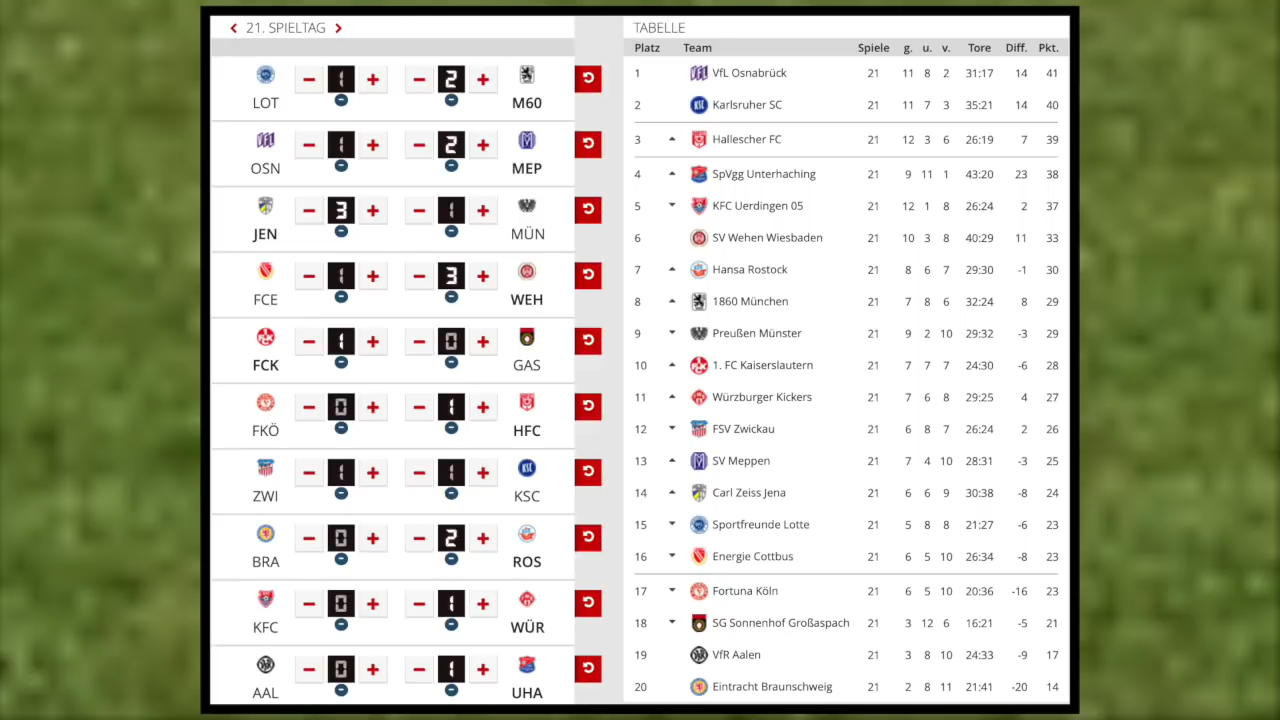 21. SPIELTAG
LOT 1 2 M60
OSN 1 2 MEP
JEN 3 1 MÜN
FCE 1 3 WEH
FCK 1 0 GAS
FKÖ 0 1 HFC
ZWI 1 1 KSC
BRA 0 2 ROS
KFC 0 1 WÜR
AAL 0 1 UHA
TABELLE
Platz Team Spiele g. u. v. Tore Diff. Pkt.
1 VfL Osnabrück 21 11 8 2 31:17 14 41
2 Karlsruher SC 21 11 7 3 35:21 14 40
3 Hallescher FC 21 12 3 6 26:19 7 39
4 SpVgg Unterhaching 21 9 11 1 43:20 23 38
5 KFC Uerdingen 05 21 12 1 8 26:24 2 37
6 SV Wehen Wiesbaden 21 10 3 8 40:29 11 33
7 Hansa Rostock 21 8 6 7 29:30 -1 30
8 1860 München 21 7 8 6 32:24 8 29
9 Preußen Münster 21 9 2 10 29:32 -3 29
10 1. FC Kaiserslautern 21 7 7 7 24:30 -6 28
11 Würzburger Kickers 21 7 6 8 29:25 4 27
12 FSV Zwickau 21 6 8 7 26:24 2 26
13 SV Meppen 21 7 4 10 28:31 -3 25
14 Carl Zeiss Jena 21 6 6 9 30:38 -8 24
15 Sportfreunde Lotte 21 5 8 8 21:27 -6 23
16 Energie Cottbus 21 6 5 10 26:34 -8 23
17 Fortuna Köln 21 6 5 10 20:36 -16 23
18 SG Sonnenhof Großaspach 21 3 12 6 16:21 -5 21
19 VfR Aalen 21 3 8 10 24:33 -9 17
20 Eintracht Braunschweig 21 2 8 11 21:41 -20 14